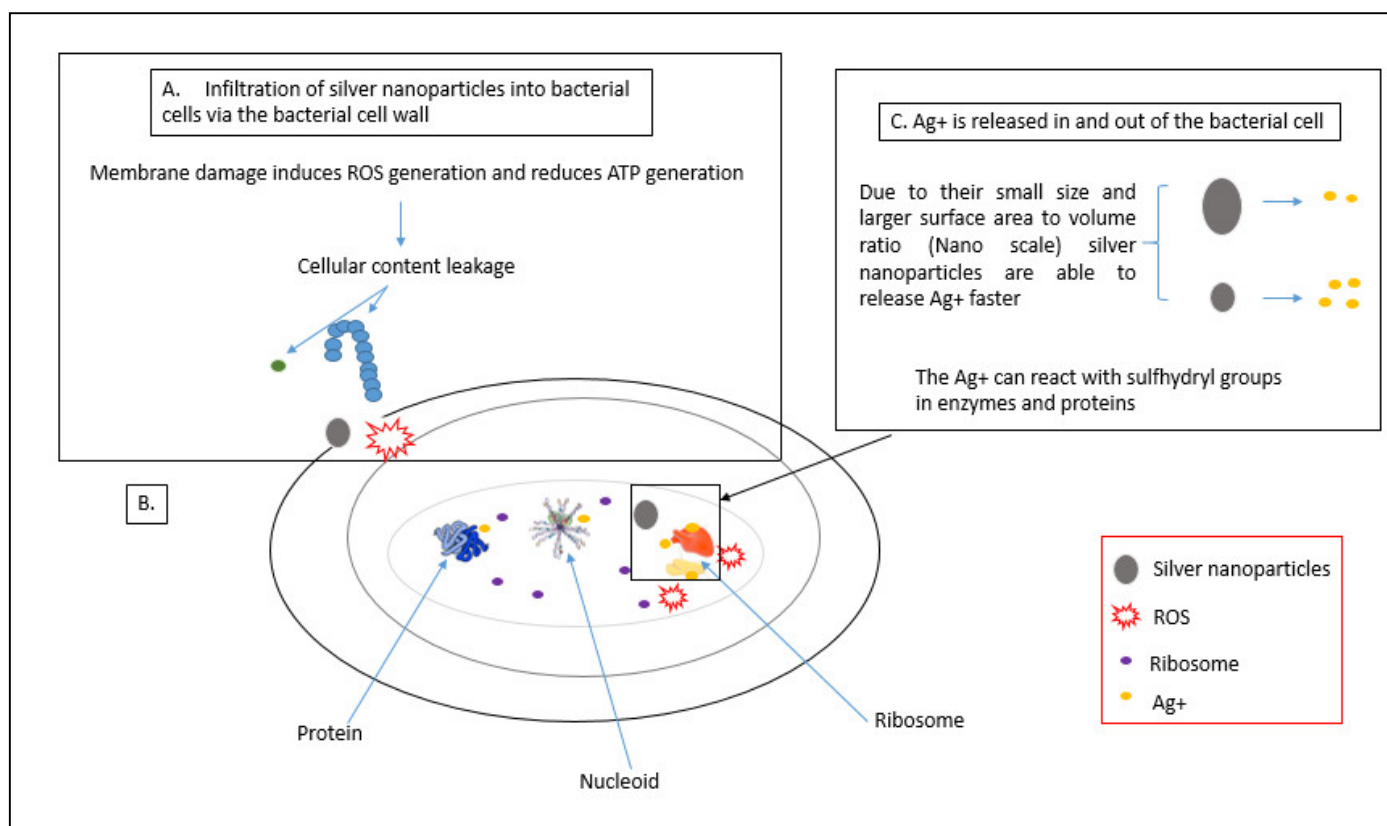 A. Infiltration of silver nanoparticles into bacterial
cells via the bacterial cell wall
Membrane damage induces ROS generation and reduces ATP generation
Cellular content leakage
C. Ag+ is released in and out of the bacterial cell
Due to their small size and
larger surface area to volume
ratio (Nano scale) silver
nanoparticles are able to
release Ag+ faster
The Ag+ can react with sulfhydryl groups
in enzymes and proteins
B.
Protein
Nucleoid
Ribosome
Silver nanoparticles
ROS
Ribosome
Ag+